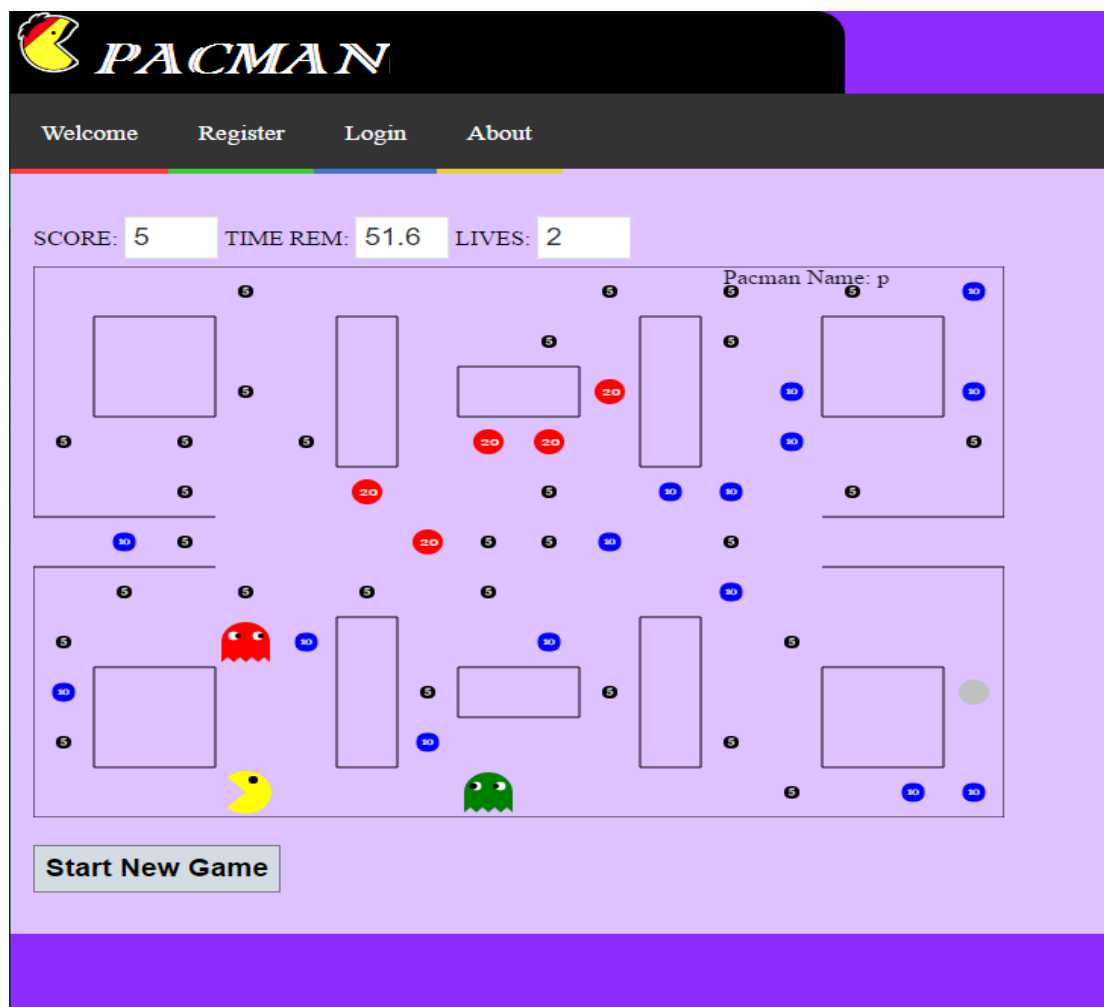 PACMAN
Welcome Register Login About
SCORE: 5 TIME REM: 51.6 LIVES: 2
Pacman Name: p
5 5 5 5 10
5 5
5 20 10 10
5 5 5 20 20 10 5
5 20 5 10 10 5
10 5 20 5 5 10 5
5 5 5 5 10
5 10 10 5
10 5 5
5 10 5
5 10 10
Start New Game